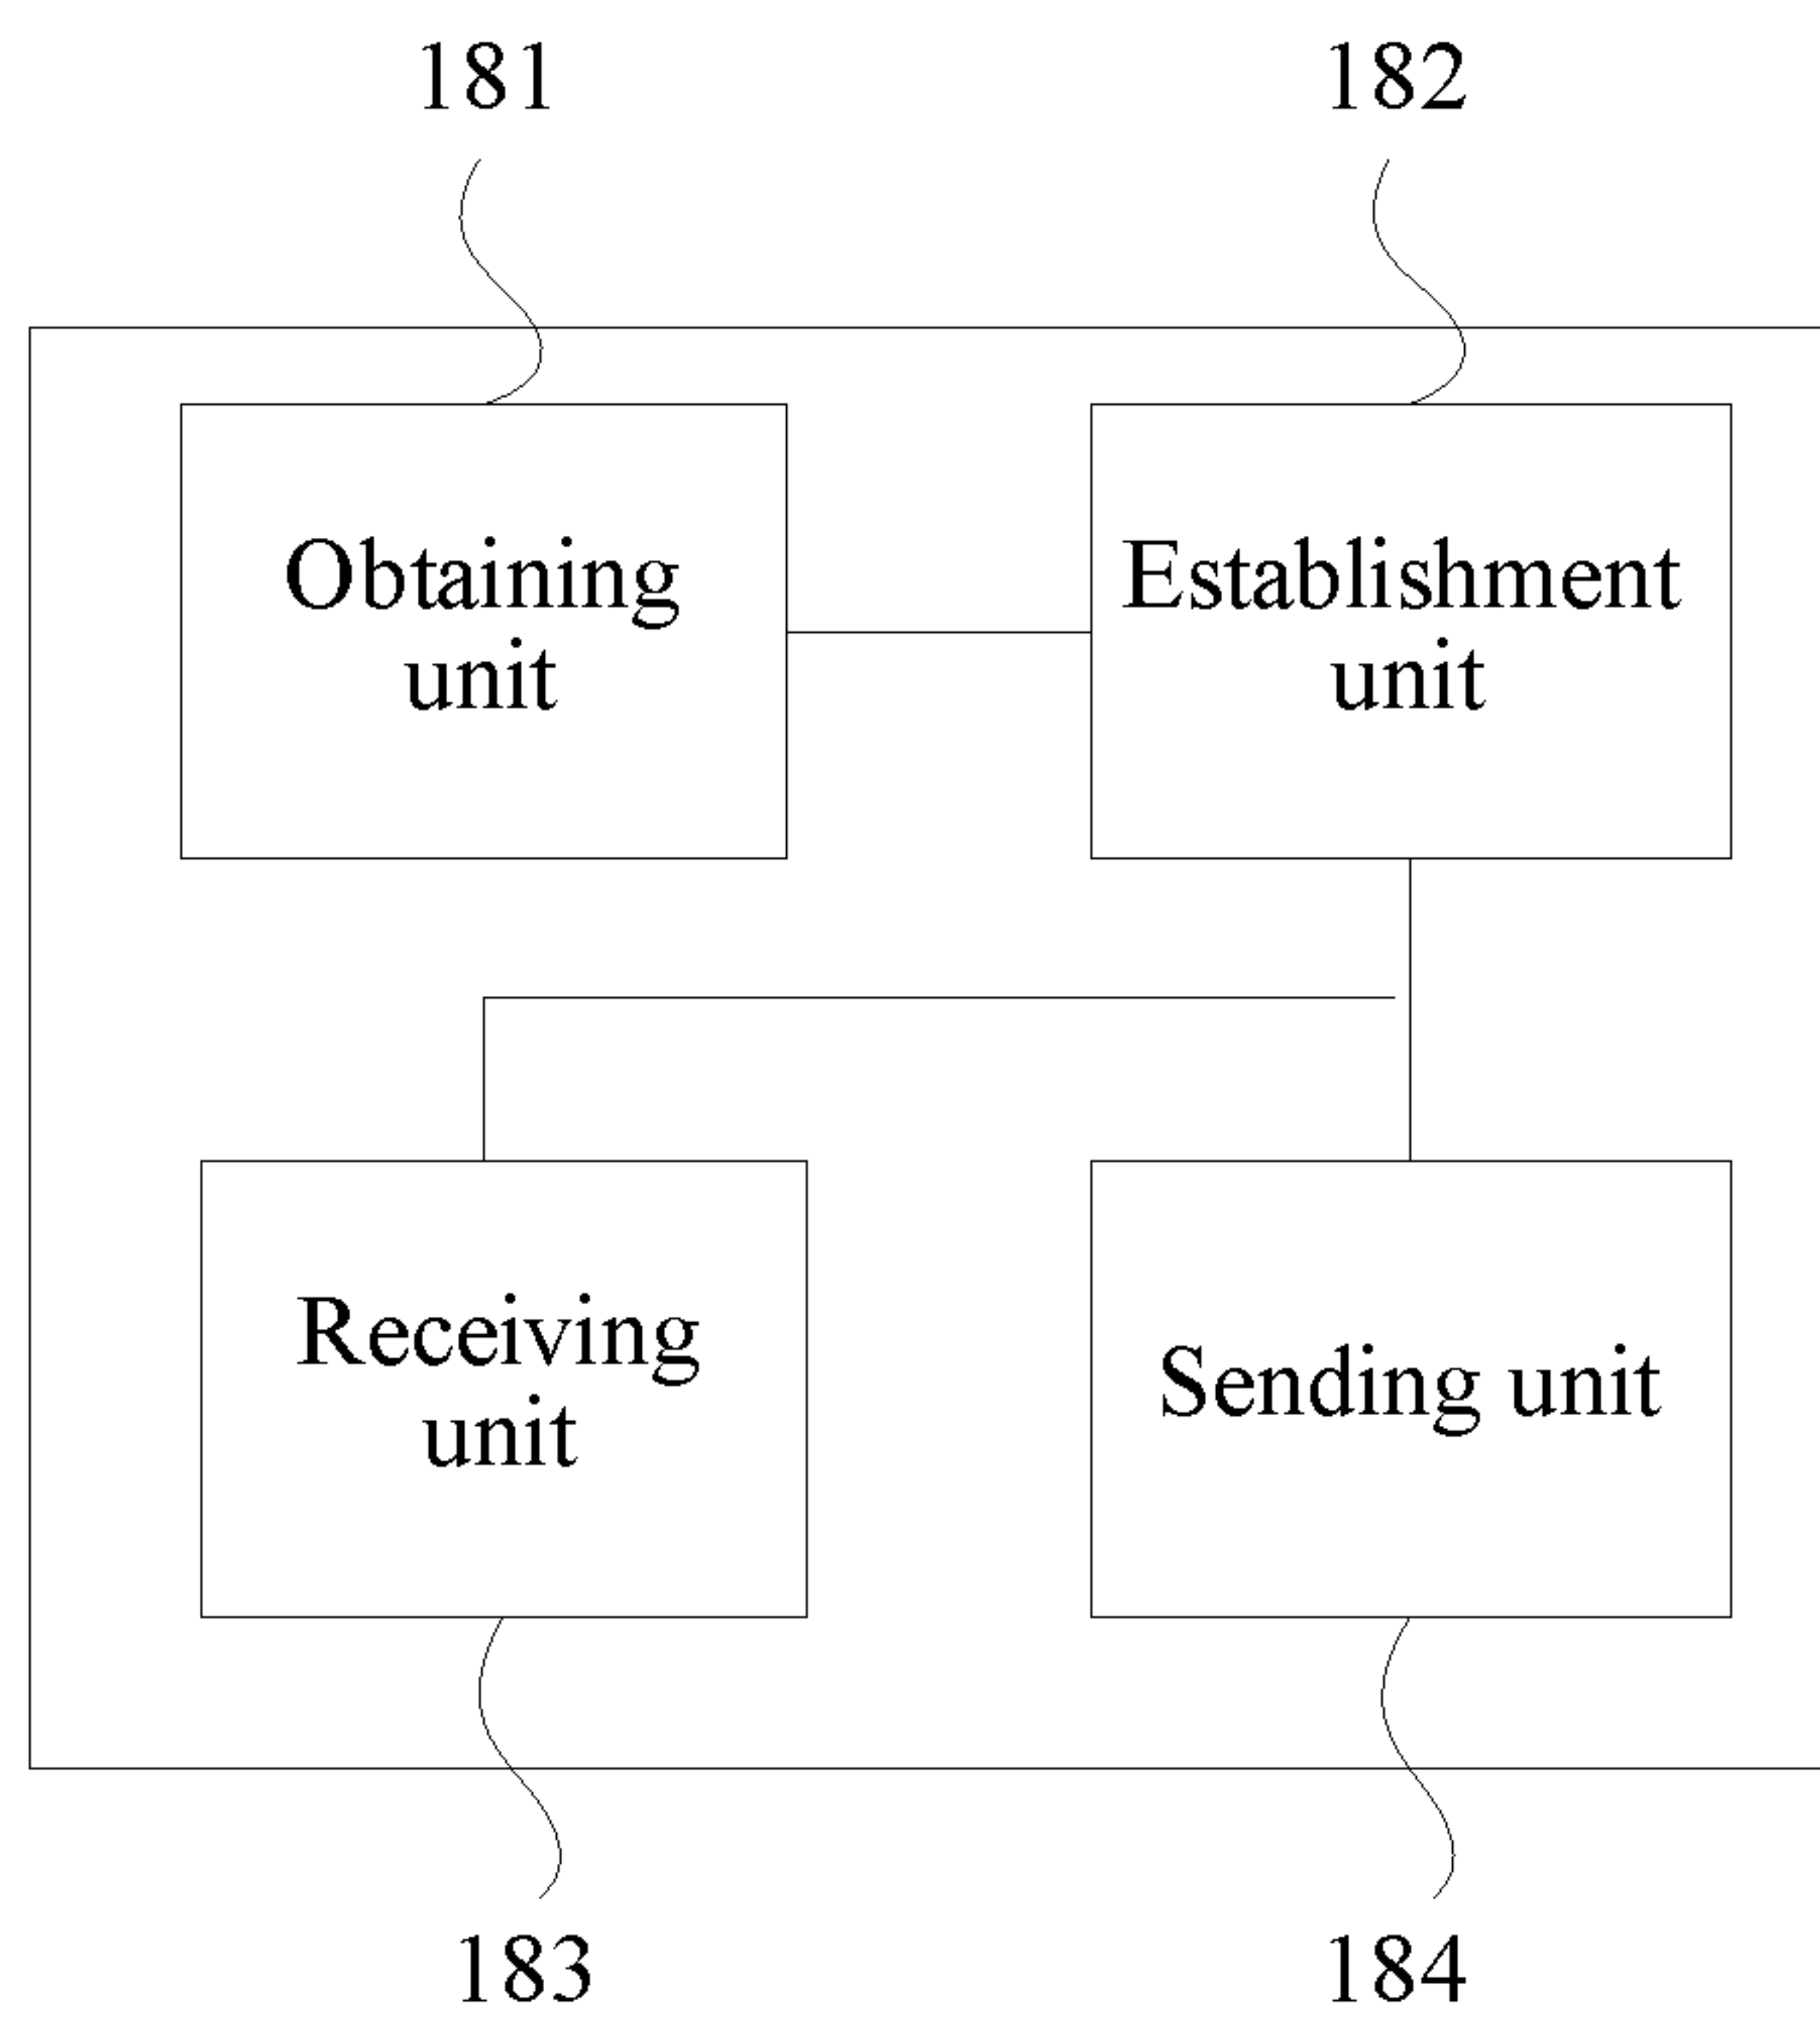 181
182
Obtaining
unit
Establishment
unit
Receiving
unit
Sending unit
183
184